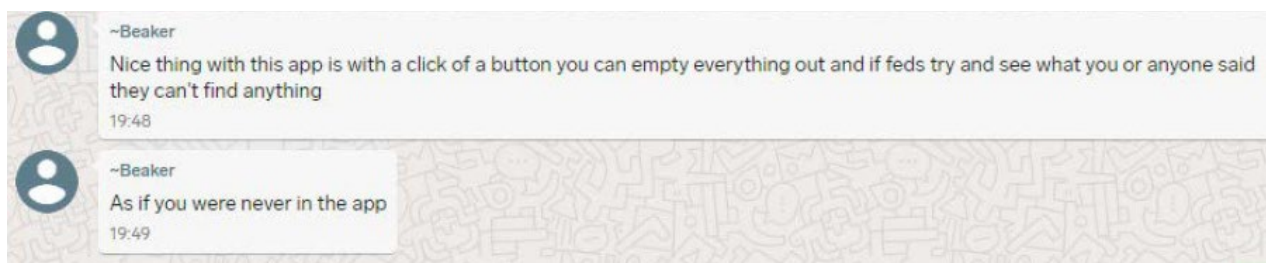 ~Beaker
Nice thing with this app is with a click of a button you can empty everything out and if feds try and see what you or anyone said
they can't find anything
19:48
~Beaker
As if you were never in the app
19:49